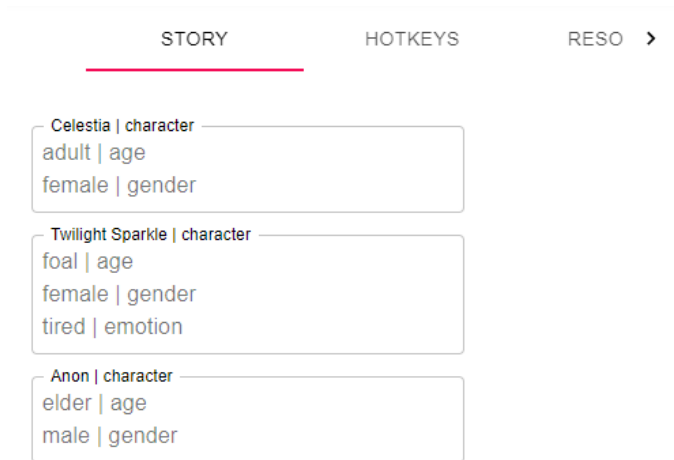 STORY HOTKEYS RESO
Celestia | character
adult | age
female | gender
Twilight Sparkle | character
foal | age
female | gender
tired | emotion
Anon | character
elder | age
male | gender